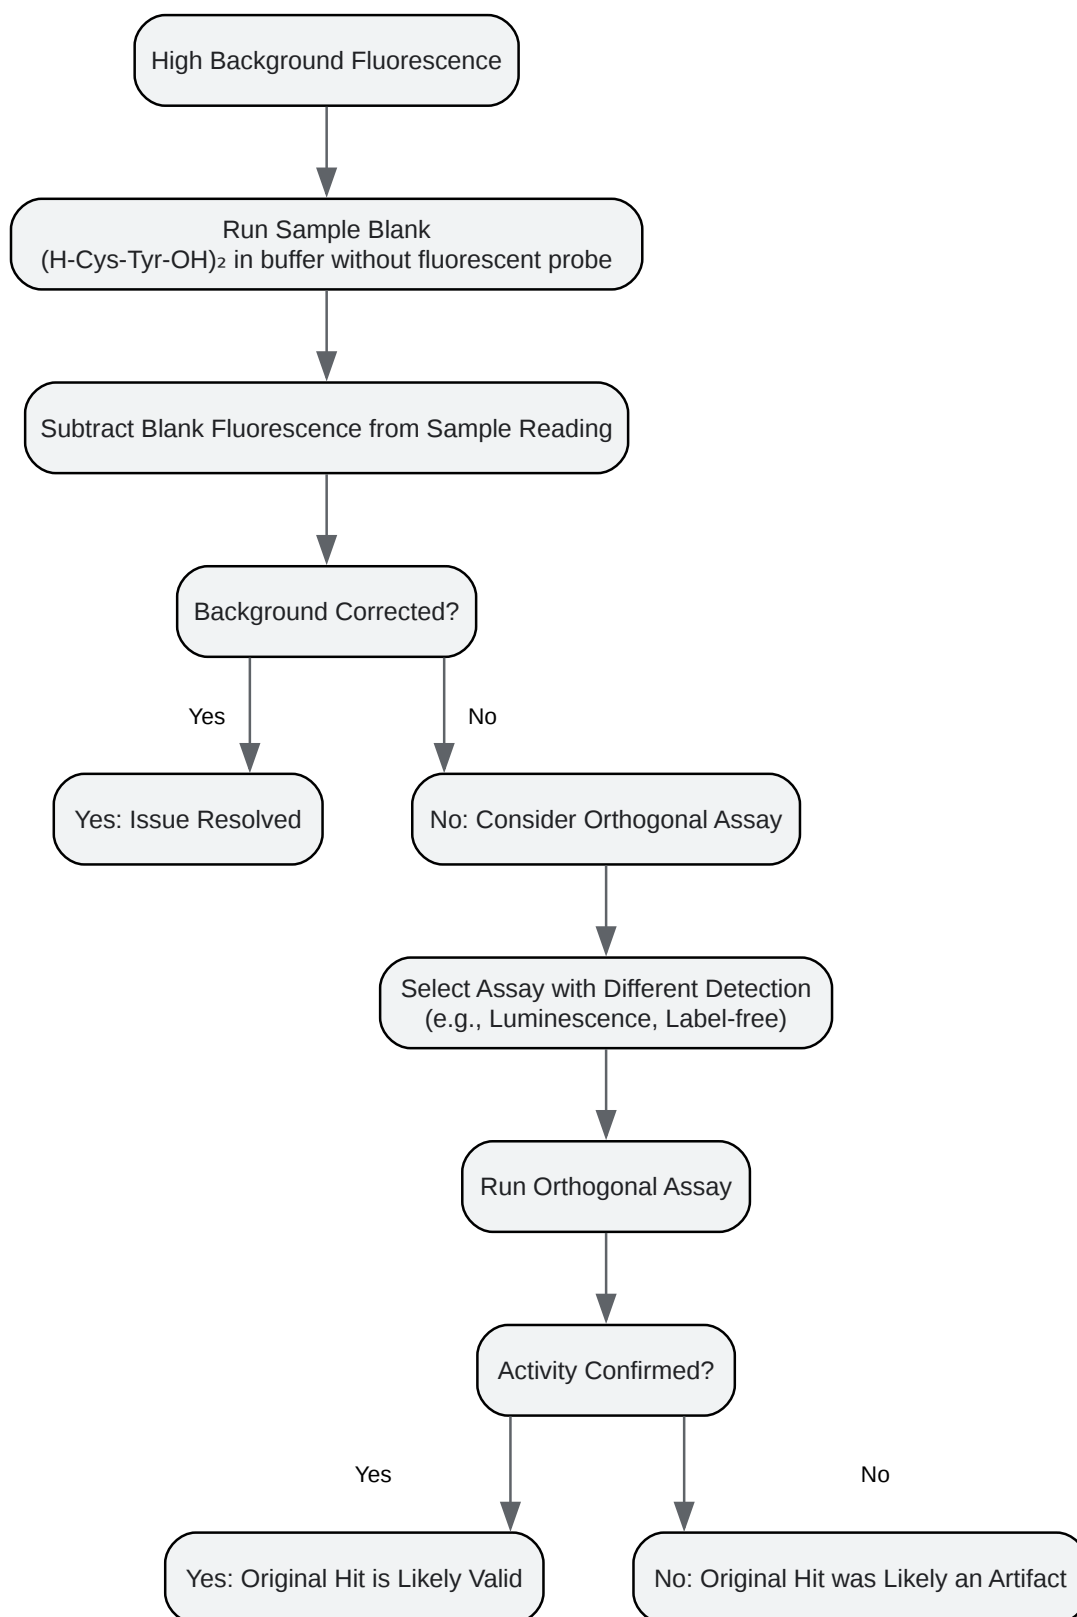 High Background Fluorescence
Run Sample Blank
(H-Cys-Tyr-OH)₂ in buffer without fluorescent probe
Subtract Blank Fluorescence from Sample Reading
Background Corrected?
Yes
No
Yes: Issue Resolved
No: Consider Orthogonal Assay
Select Assay with Different Detection
(e.g., Luminescence, Label-free)
Run Orthogonal Assay
Activity Confirmed?
Yes
No
Yes: Original Hit is Likely Valid
No: Original Hit was Likely an Artifact